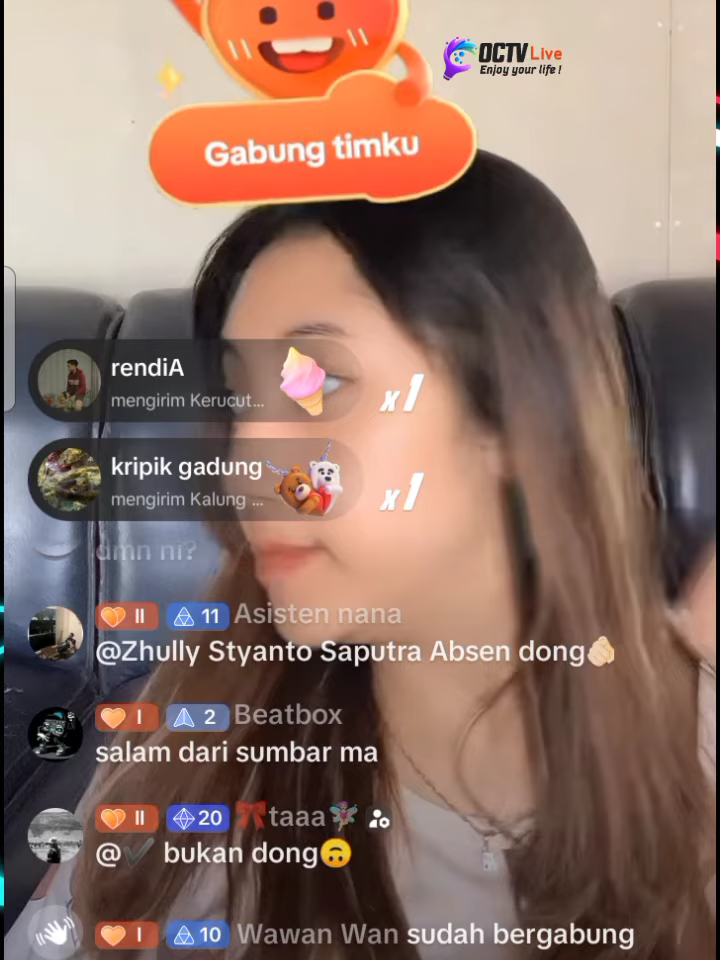 OCTV Live
Enjoy your life !
Gabung timku
rendiA
mengirim Kerucut...
x1
kripik gadung
mengirim Kalung ...
x1
dmn ni?
II 11 Asisten nana
@Zhully Styanto Saputra Absen dong🫵🏻
I 2 Beatbox
salam dari sumbar ma
II 20 🎀taaa🧚
@✔️ bukan dong🙃
I 10 Wawan Wan sudah bergabung